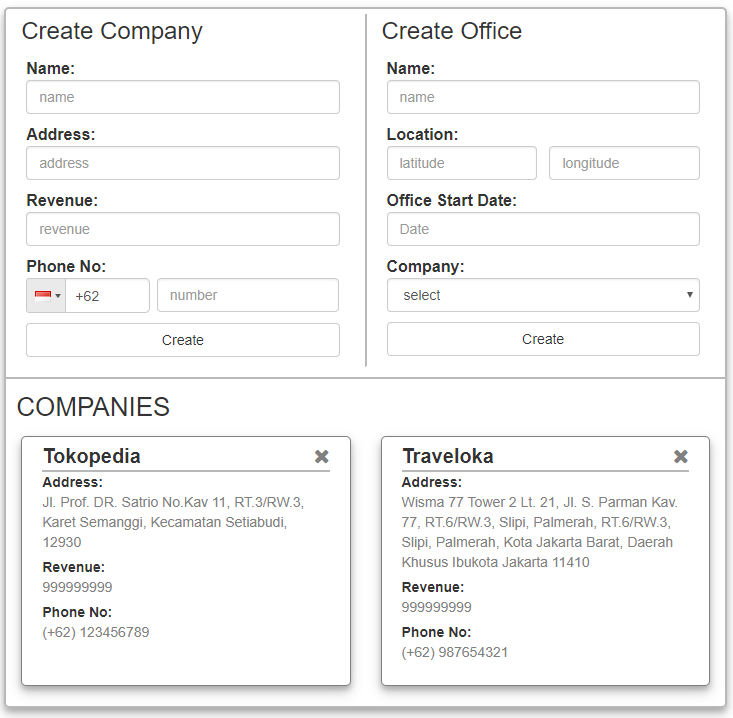 Create Company
Name:
name
Address:
address
Revenue:
revenue
Phone No:
+62 number
Create
Create Office
Name:
name
Location:
latitude longitude
Office Start Date:
Date
Company:
select
Create
COMPANIES
Tokopedia
Address:
Jl. Prof. DR. Satrio No.Kav 11, RT.3/RW.3,
Karet Semanggi, Kecamatan Setiabudi,
12930
Revenue:
999999999
Phone No:
(+62) 123456789
Traveloka
Address:
Wisma 77 Tower 2 Lt. 21, Jl. S. Parman Kav.
77, RT.6/RW.3, Slipi, Palmerah, RT.6/RW.3,
Slipi, Palmerah, Kota Jakarta Barat, Daerah
Khusus Ibukota Jakarta 11410
Revenue:
999999999
Phone No:
(+62) 987654321